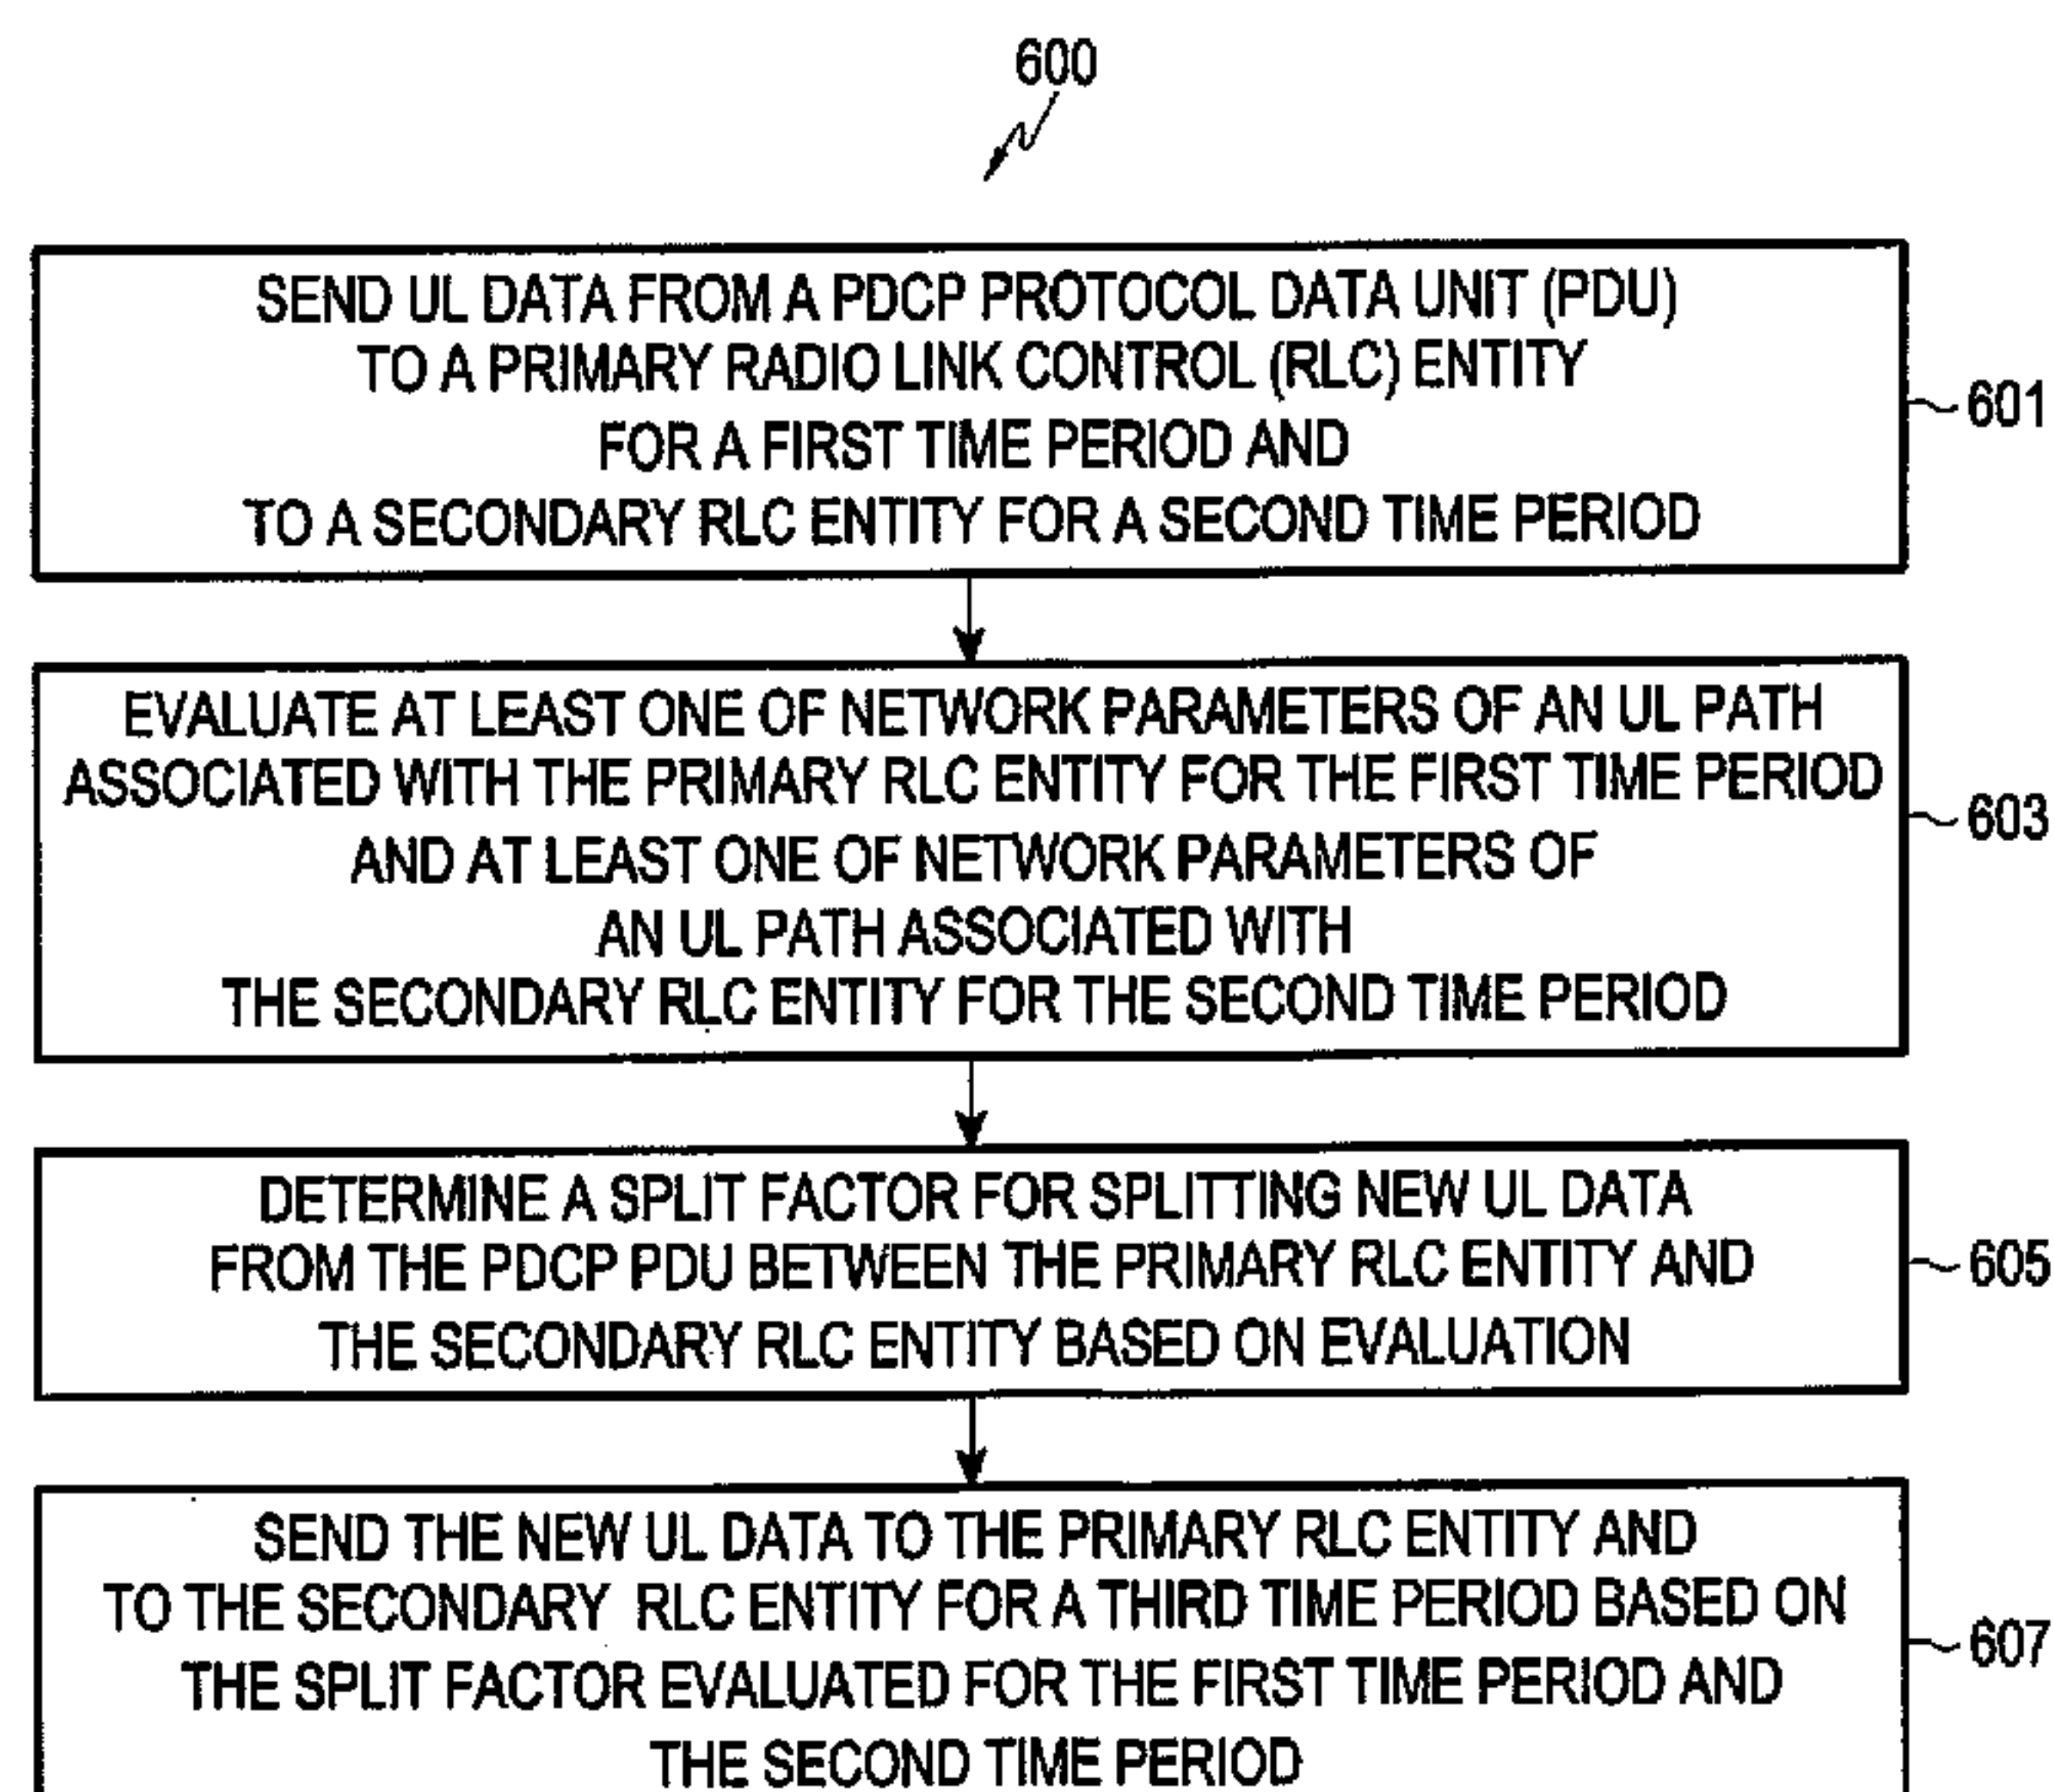 600
SEND UL DATA FROM A PDCP PROTOCOL DATA UNIT (PDU)
TO A PRIMARY RADIO LINK CONTROL (RLC) ENTITY
FOR A FIRST TIME PERIOD AND
TO A SECONDARY RLC ENTITY FOR A SECOND TIME PERIOD
601
EVALUATE AT LEAST ONE OF NETWORK PARAMETERS OF AN UL PATH
ASSOCIATED WITH THE PRIMARY RLC ENTITY FOR THE FIRST TIME PERIOD
AND AT LEAST ONE OF NETWORK PARAMETERS OF
AN UL PATH ASSOCIATED WITH
THE SECONDARY RLC ENTITY FOR THE SECOND TIME PERIOD
603
DETERMINE A SPLIT FACTOR FOR SPLITTING NEW UL DATA
FROM THE PDCP PDU BETWEEN THE PRIMARY RLC ENTITY AND
THE SECONDARY RLC ENTITY BASED ON EVALUATION
605
SEND THE NEW UL DATA TO THE PRIMARY RLC ENTITY AND
TO THE SECONDARY RLC ENTITY FOR A THIRD TIME PERIOD BASED ON
THE SPLIT FACTOR EVALUATED FOR THE FIRST TIME PERIOD AND
THE SECOND TIME PERIOD
607